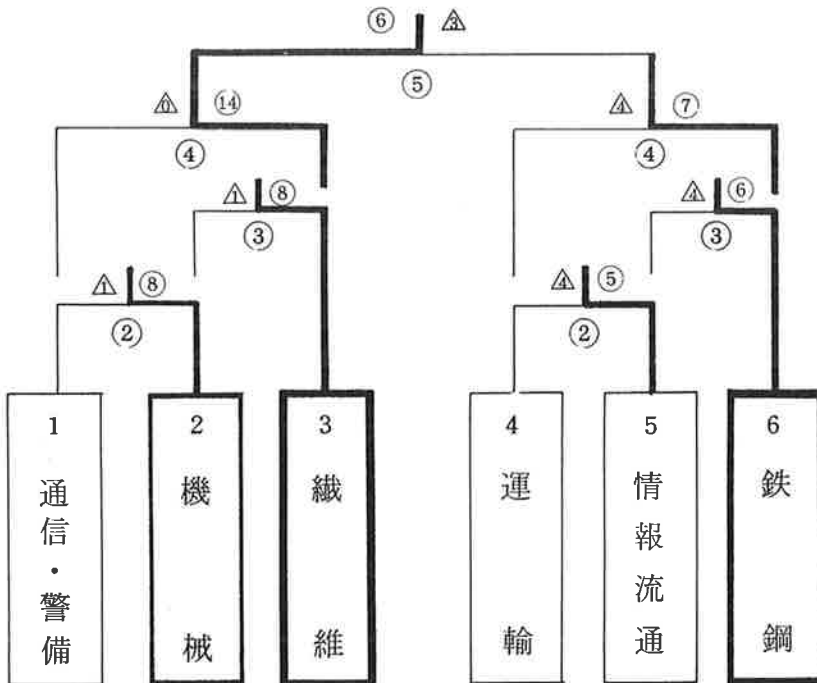 ⑥ 3
⑤
0 ⑭
4 ⑦
④
④
1 ⑧
4 ⑥
③
③
1 ⑧
4 ⑤
②
②
1 通信・警備
2 機械
3 繊維
4 運輸
5 情報流通
6 鉄鋼